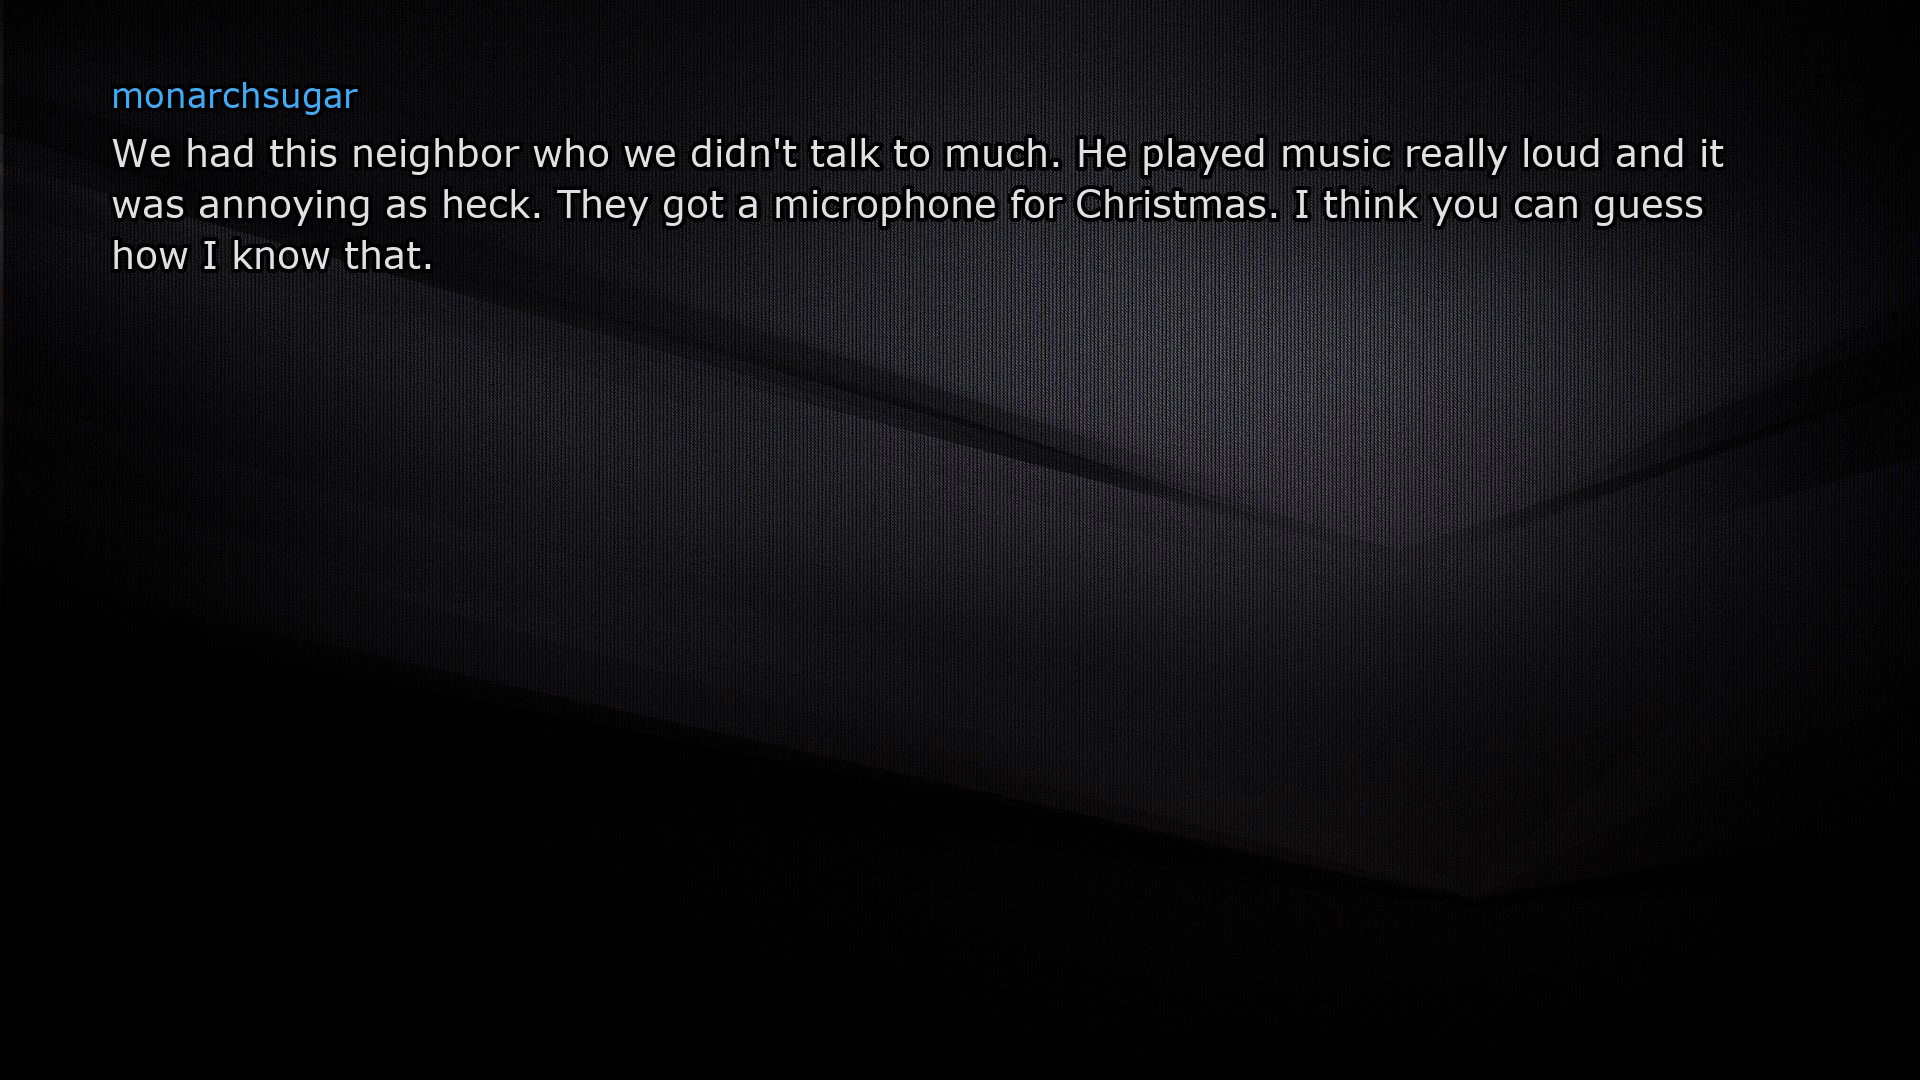 monarchsugar
We had this neighbor who we didn't talk to much. He played music really loud and it
was annoying as heck. They got a microphone for Christmas. I think you can guess
how I know that.